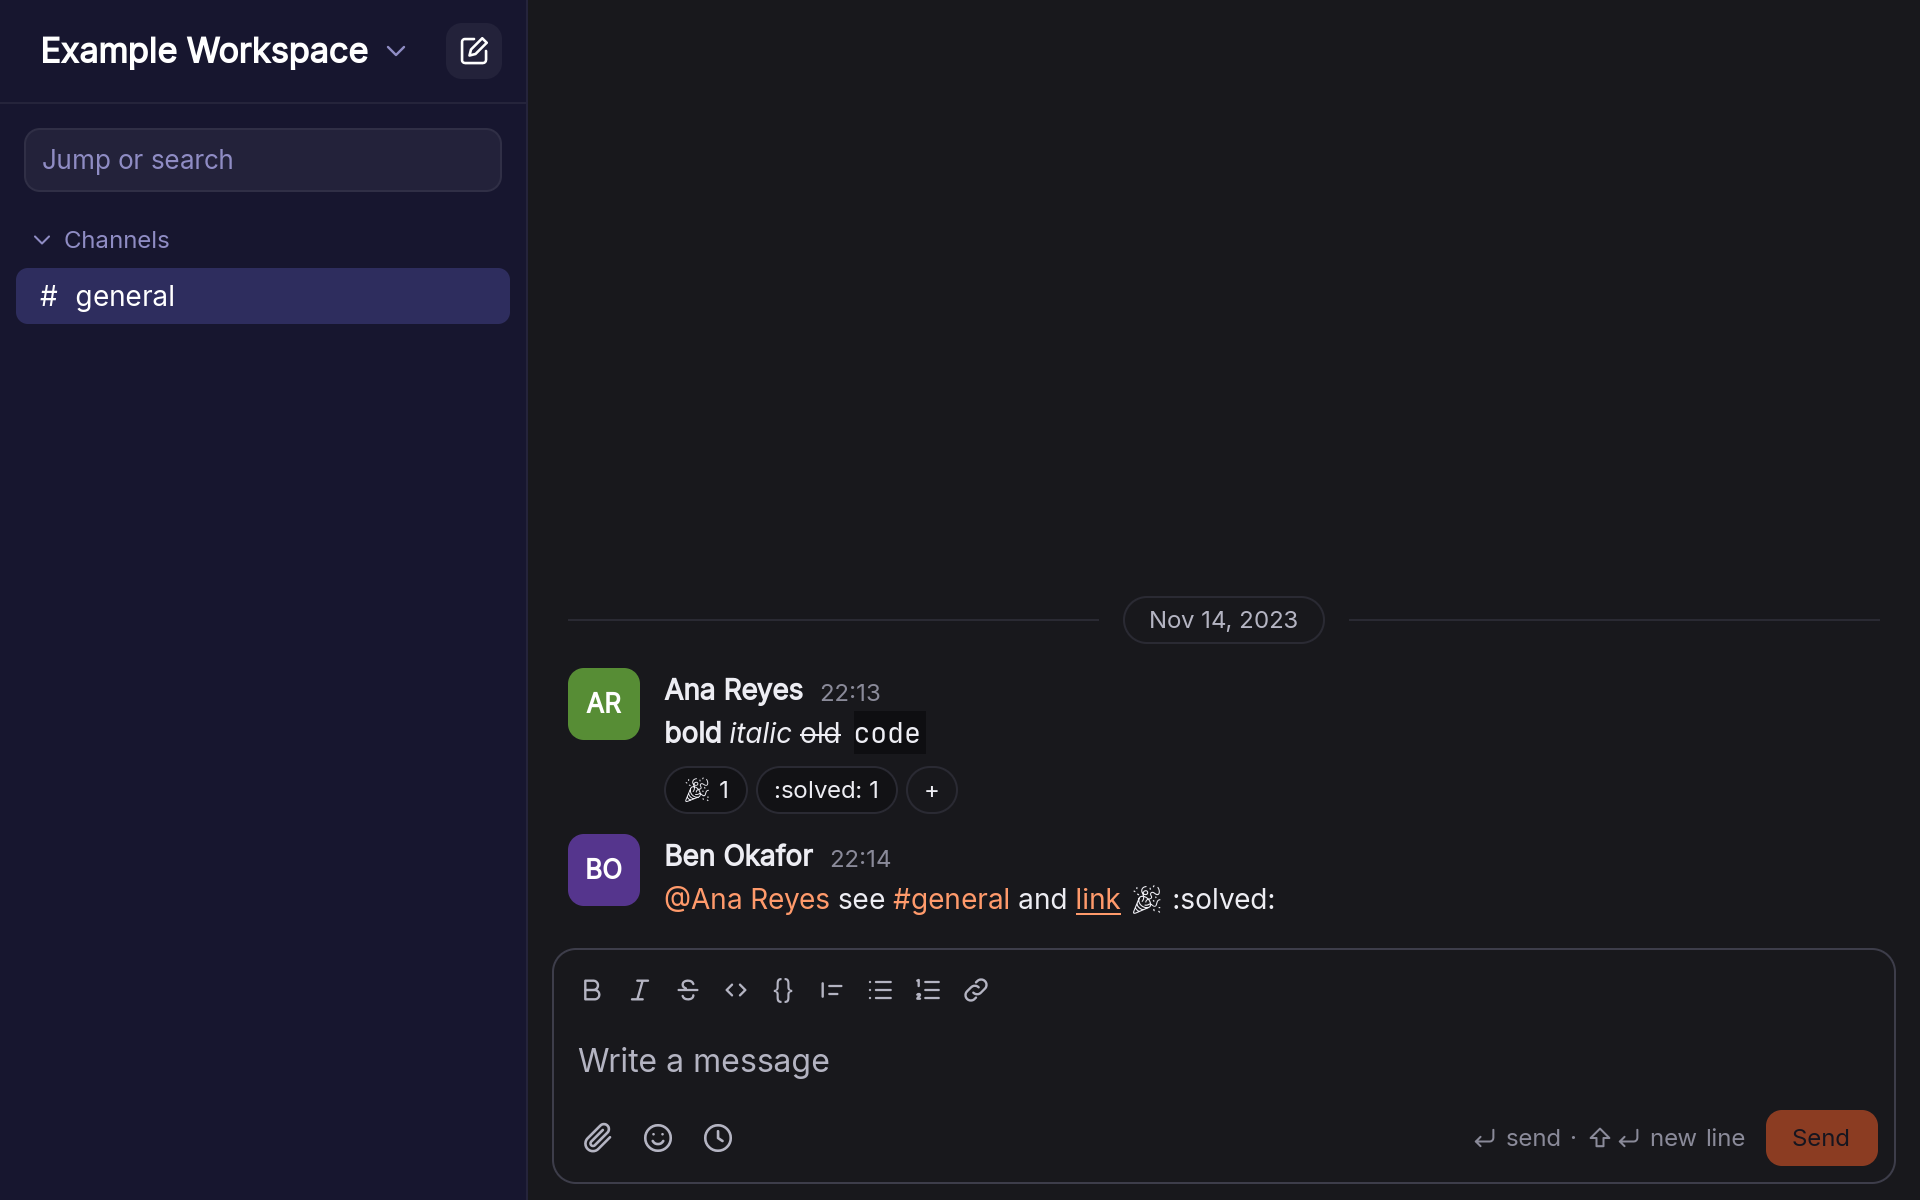 Example Workspace
Jump or search
Channels
# general
Nov 14, 2023
AR
Ana Reyes 22:13
bold italic old code
🎉 1 :solved: 1 +
BO
Ben Okafor 22:14
@Ana Reyes see #general and link 🎉 :solved:
Write a message
send · new line
Send